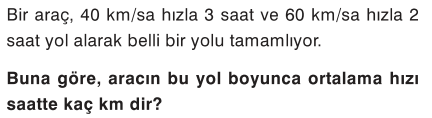 Bir araç, 40 km/sa hızla 3 saat ve 60 km/sa hızla 2
saat yol alarak belli bir yolu tamamlıyor.
Buna göre, aracın bu yol boyunca ortalama hızı
saatte kaç km dir?